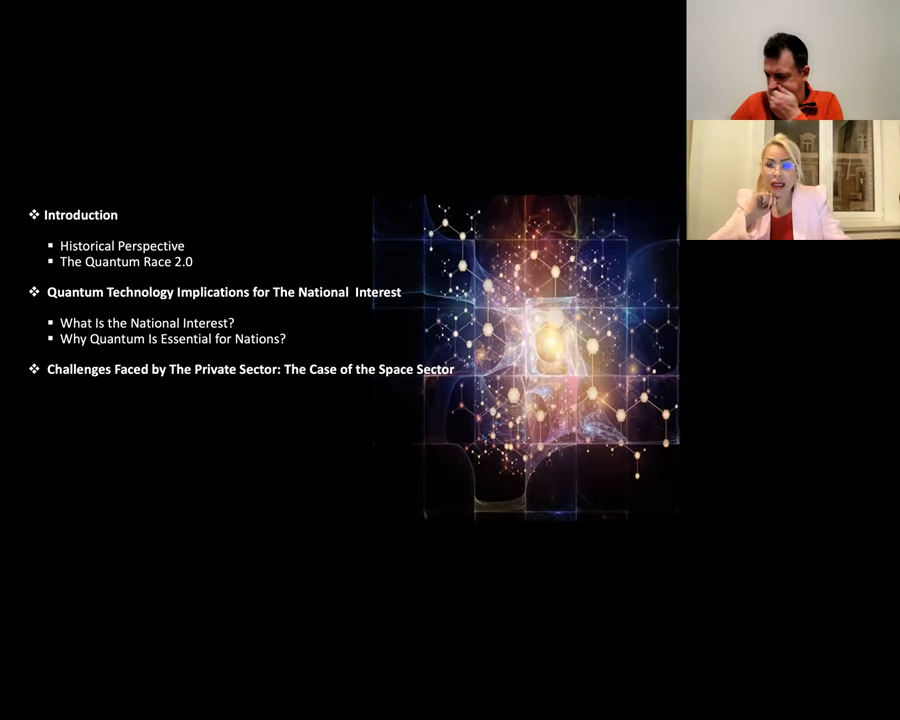 ❖ Introduction
▪ Historical Perspective
▪ The Quantum Race 2.0
❖ Quantum Technology Implications for The National Interest
▪ What Is the National Interest?
▪ Why Quantum Is Essential for Nations?
❖ Challenges Faced by The Private Sector: The Case of the Space Sector